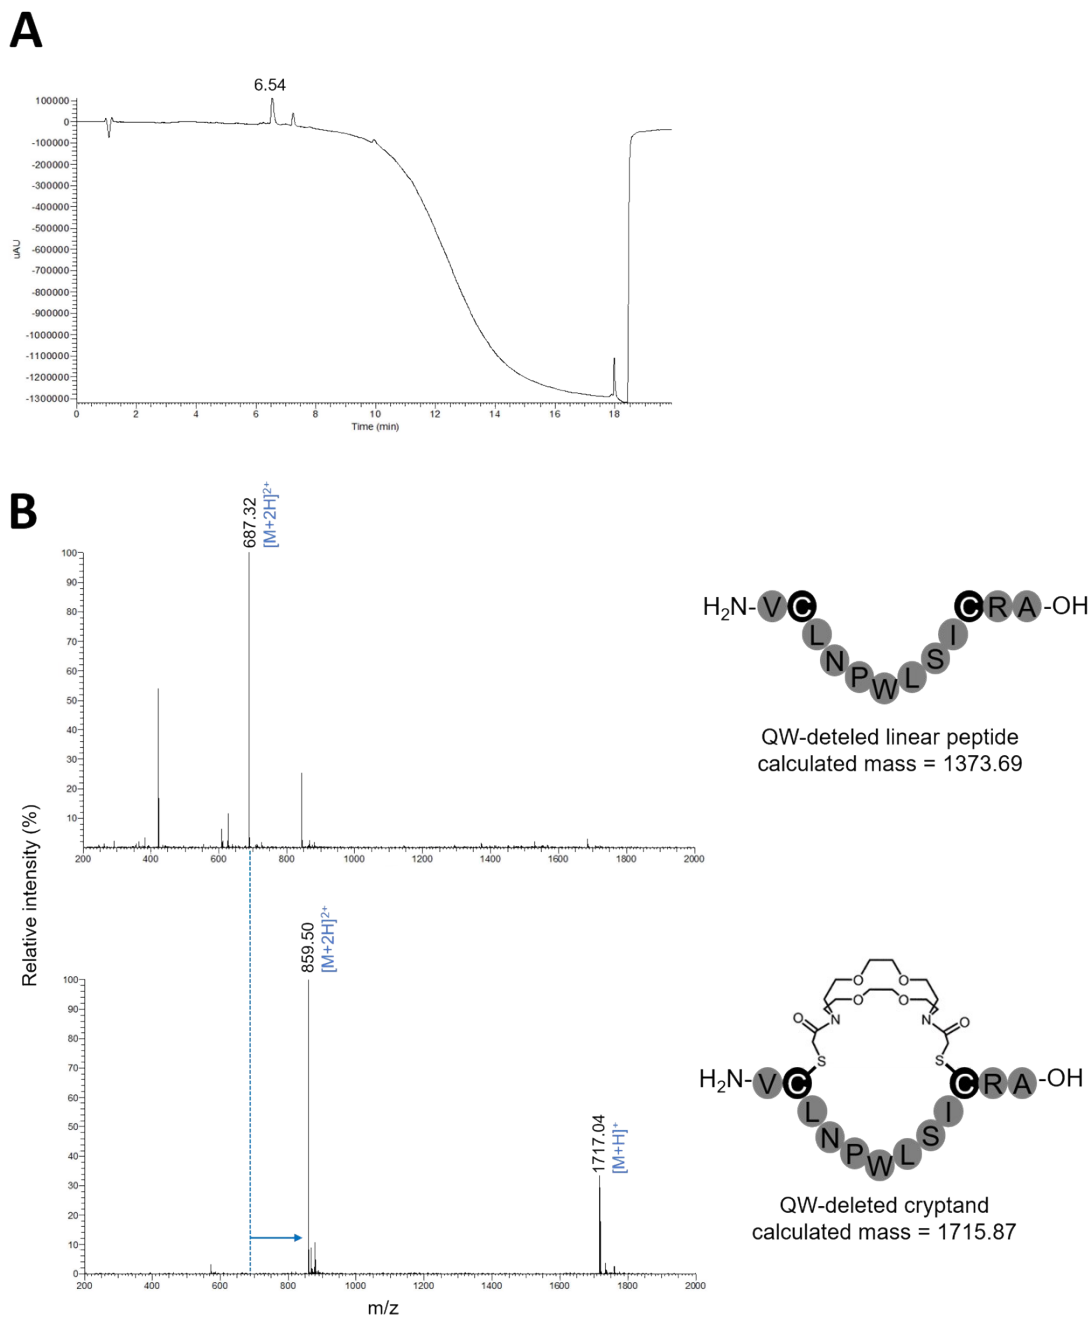 A
6.54
100000
0
-100000
-200000
-300000
-400000
-500000
-600000
-700000
-800000
-900000
-1000000
-1100000
-1200000
-1300000
uAU
0 2 4 6 8 10 12 14 16 18
Time (min)
B
687.32
[M+2H]2+
100
90
80
70
60
50
40
30
20
10
200 400 600 800 1000 1200 1400 1600 1800 2000
H2N-V C L N P W L S I C R A-OH
QW-deteled linear peptide
calculated mass = 1373.69
Relative intensity (%)
859.50
[M+2H]2+
1717.04
[M+H]+
100
90
80
70
60
50
40
30
20
10
0
200 400 600 800 1000 1200 1400 1600 1800 2000
m/z
O O
O O
N N
O O
S S
H2N-V C L N P W L S I C R A-OH
QW-deleted cryptand
calculated mass = 1715.87